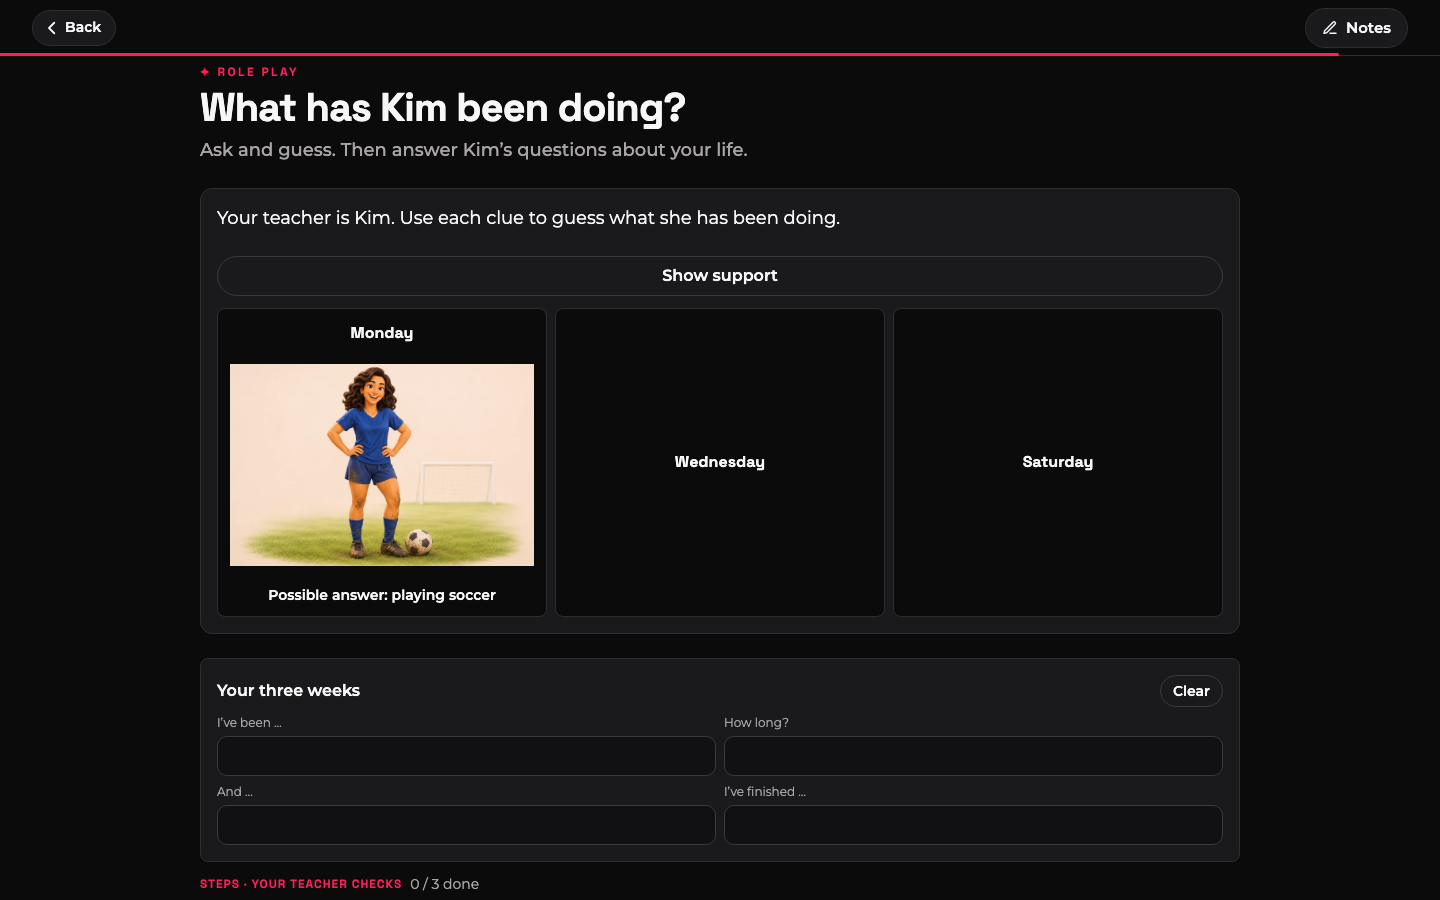 Back
Notes
ROLE PLAY
What has Kim been doing?
Ask and guess. Then answer Kim's questions about your life.
Your teacher is Kim. Use each clue to guess what she has been doing.
Show support
Monday
Possible answer: playing soccer
Wednesday
Saturday
Your three weeks
Clear
I've been ...
How long?
And ...
I've finished ...
STEPS · YOUR TEACHER CHECKS 0 / 3 done